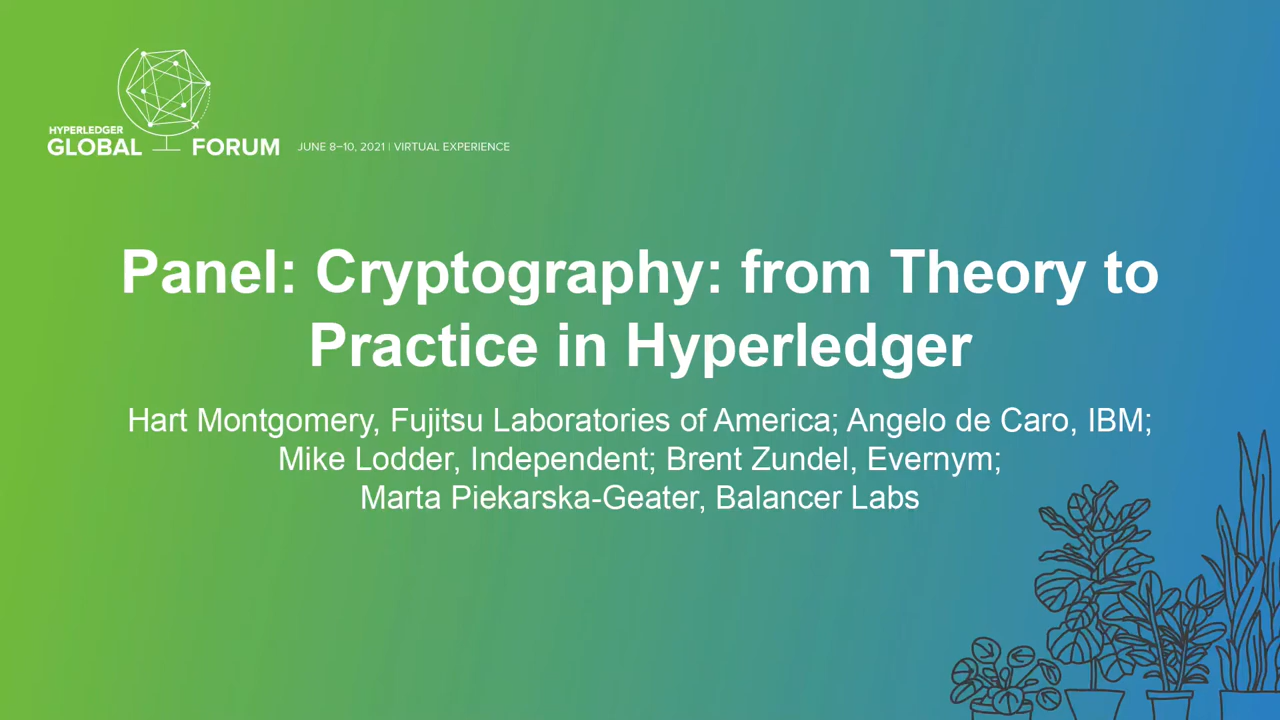 HYPERLEDGER
GLOBAL FORUM
JUNE 8–10, 2021 | VIRTUAL EXPERIENCE
Panel: Cryptography: from Theory to
Practice in Hyperledger
Hart Montgomery, Fujitsu Laboratories of America; Angelo de Caro, IBM;
Mike Lodder, Independent; Brent Zundel, Evernym;
Marta Piekarska-Geater, Balancer Labs